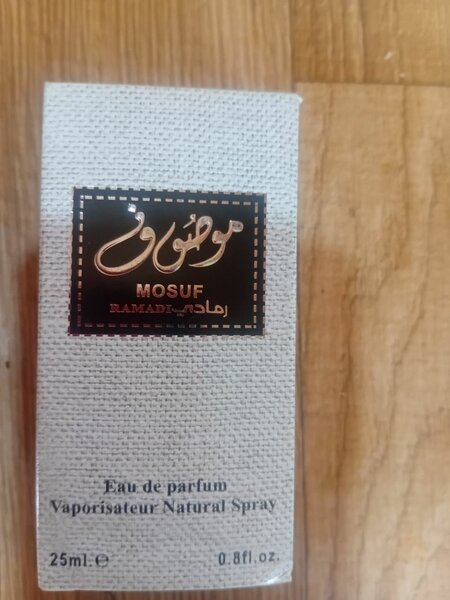 موصوف
MOSUF
RAMADI رمادي
Eau de parfum
Vaporisateur Natural Spray
25ml.℮ 0.8fl.oz.